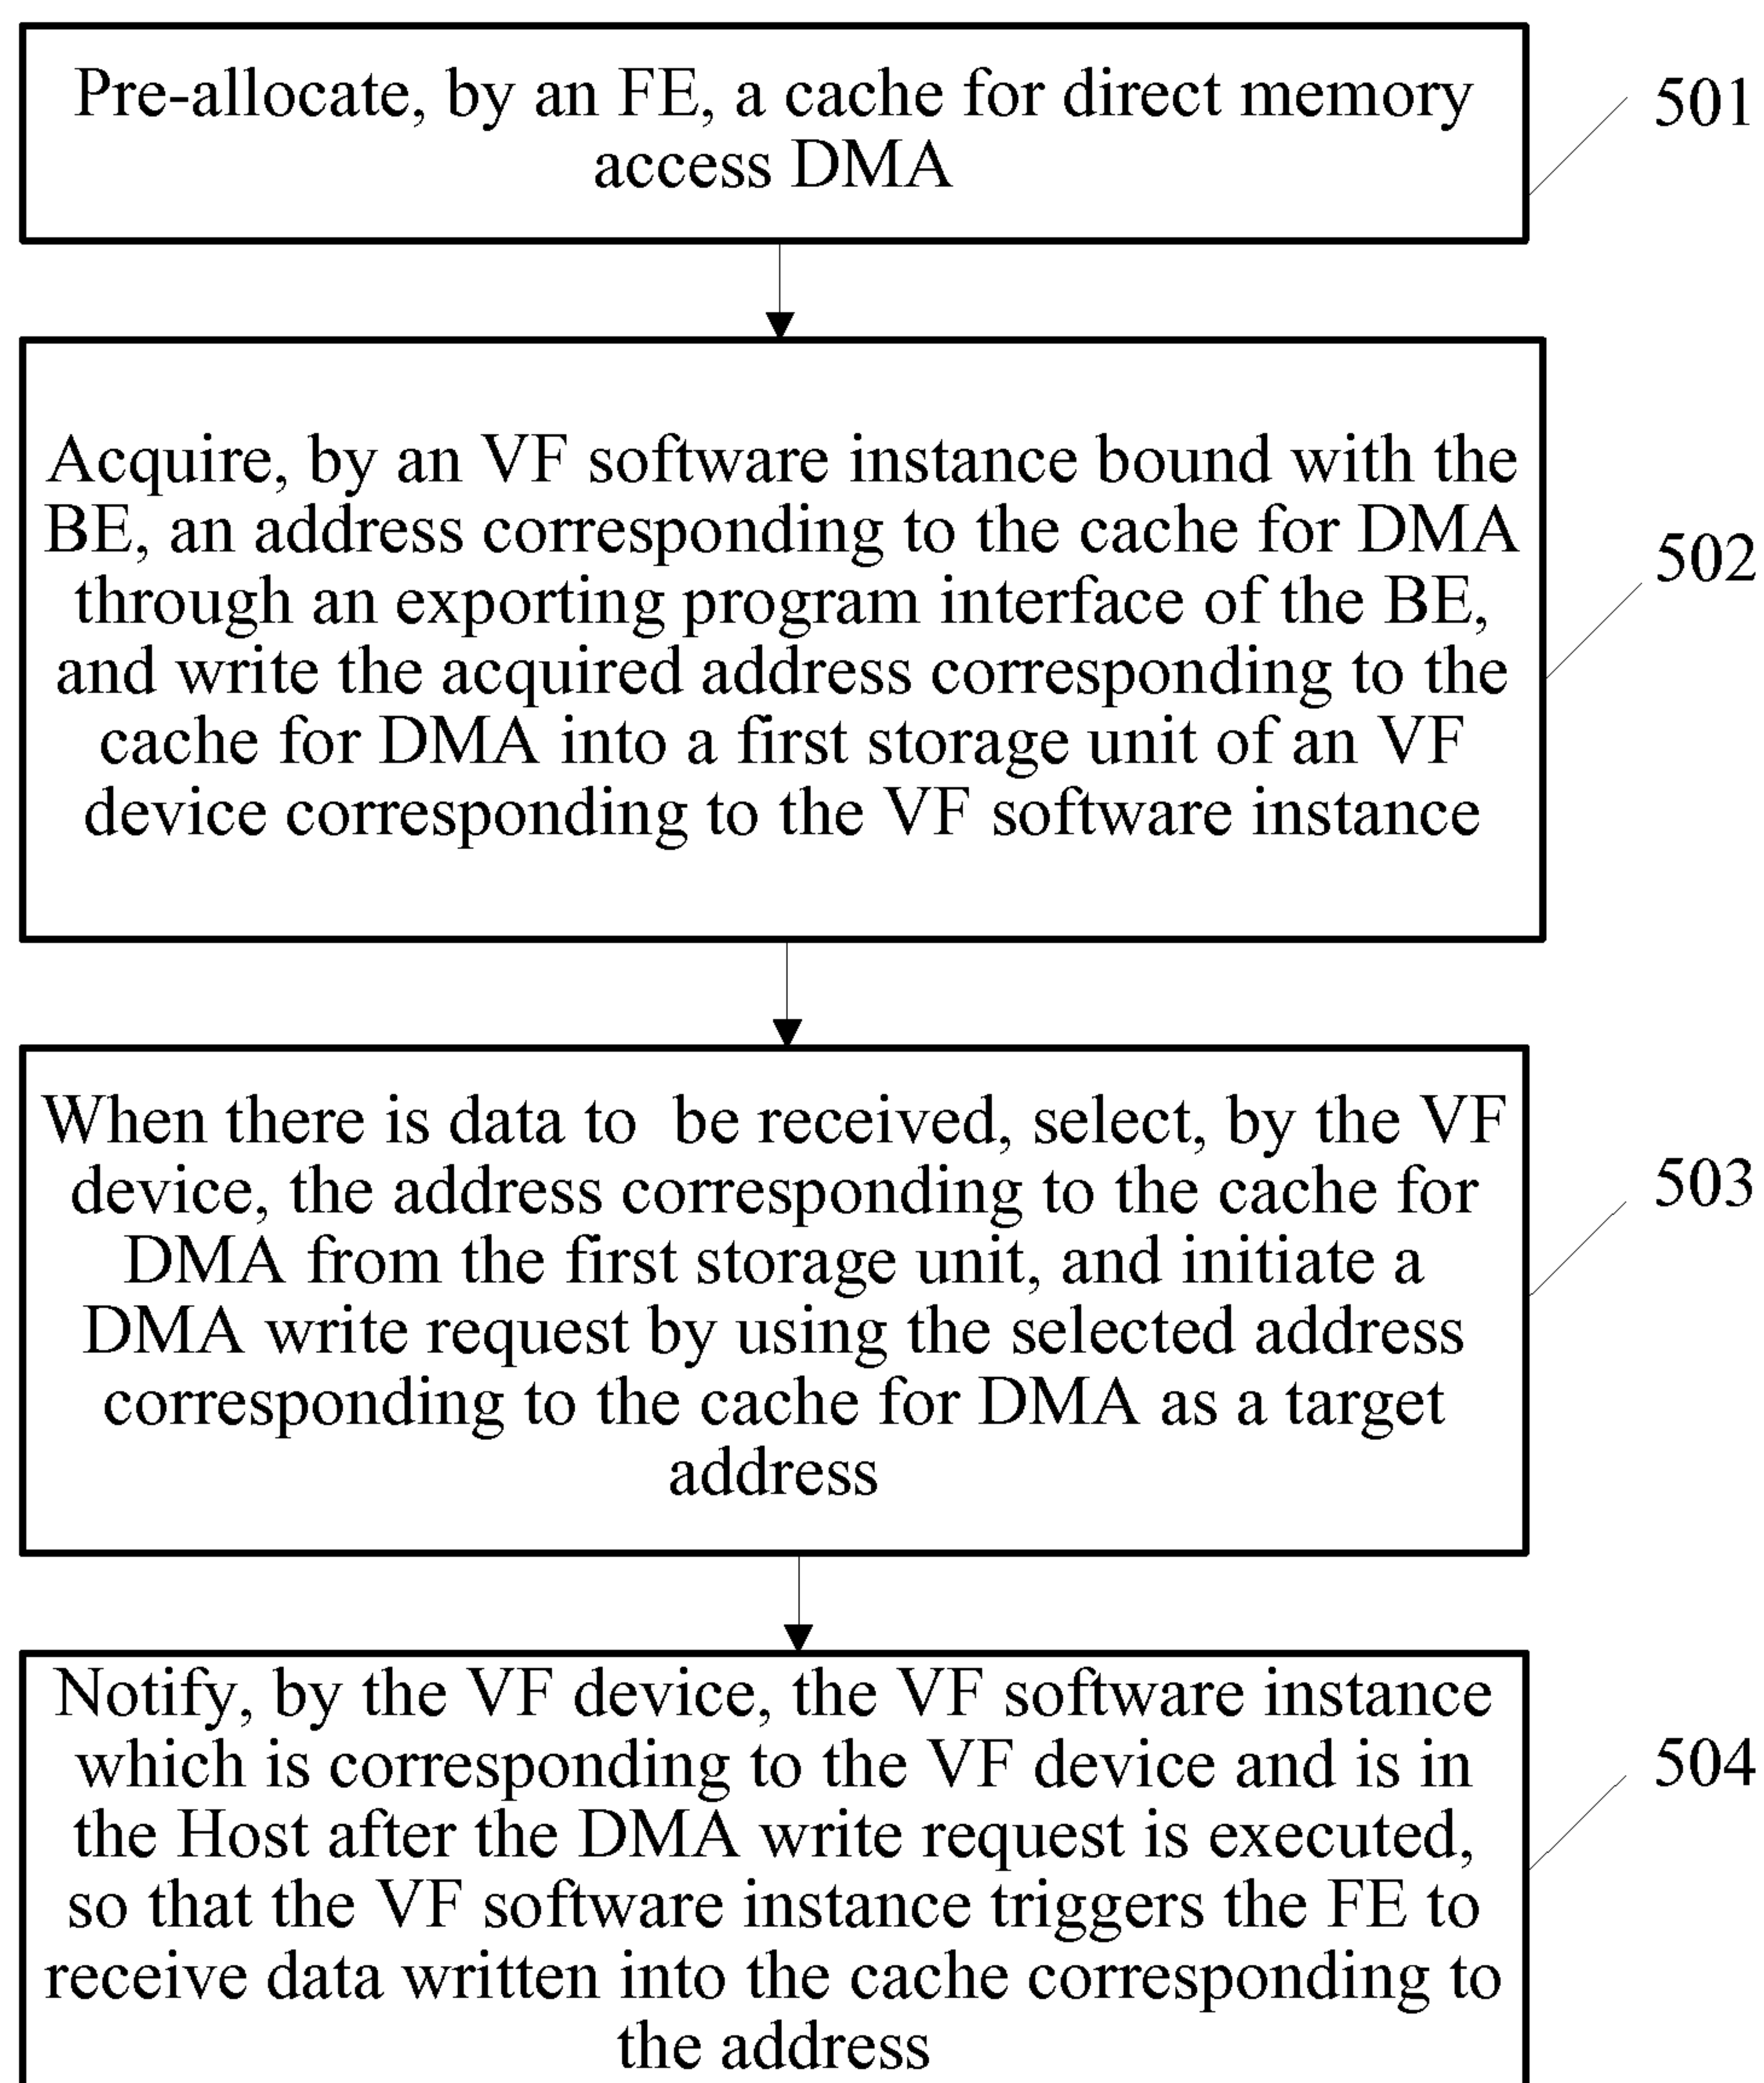 Pre-allocate, by an FE, a cache for direct memory
access DMA
501
Acquire, by an VF software instance bound with the
BE, an address corresponding to the cache for DMA
through an exporting program interface of the BE,
and write the acquired address corresponding to the
cache for DMA into a first storage unit of an VF
device corresponding to the VF software instance
502
When there is data to be received, select, by the VF
device, the address corresponding to the cache for
DMA from the first storage unit, and initiate a
DMA write request by using the selected address
corresponding to the cache for DMA as a target
address
503
Notify, by the VF device, the VF software instance
which is corresponding to the VF device and is in
the Host after the DMA write request is executed,
so that the VF software instance triggers the FE to
receive data written into the cache corresponding to
the address
504